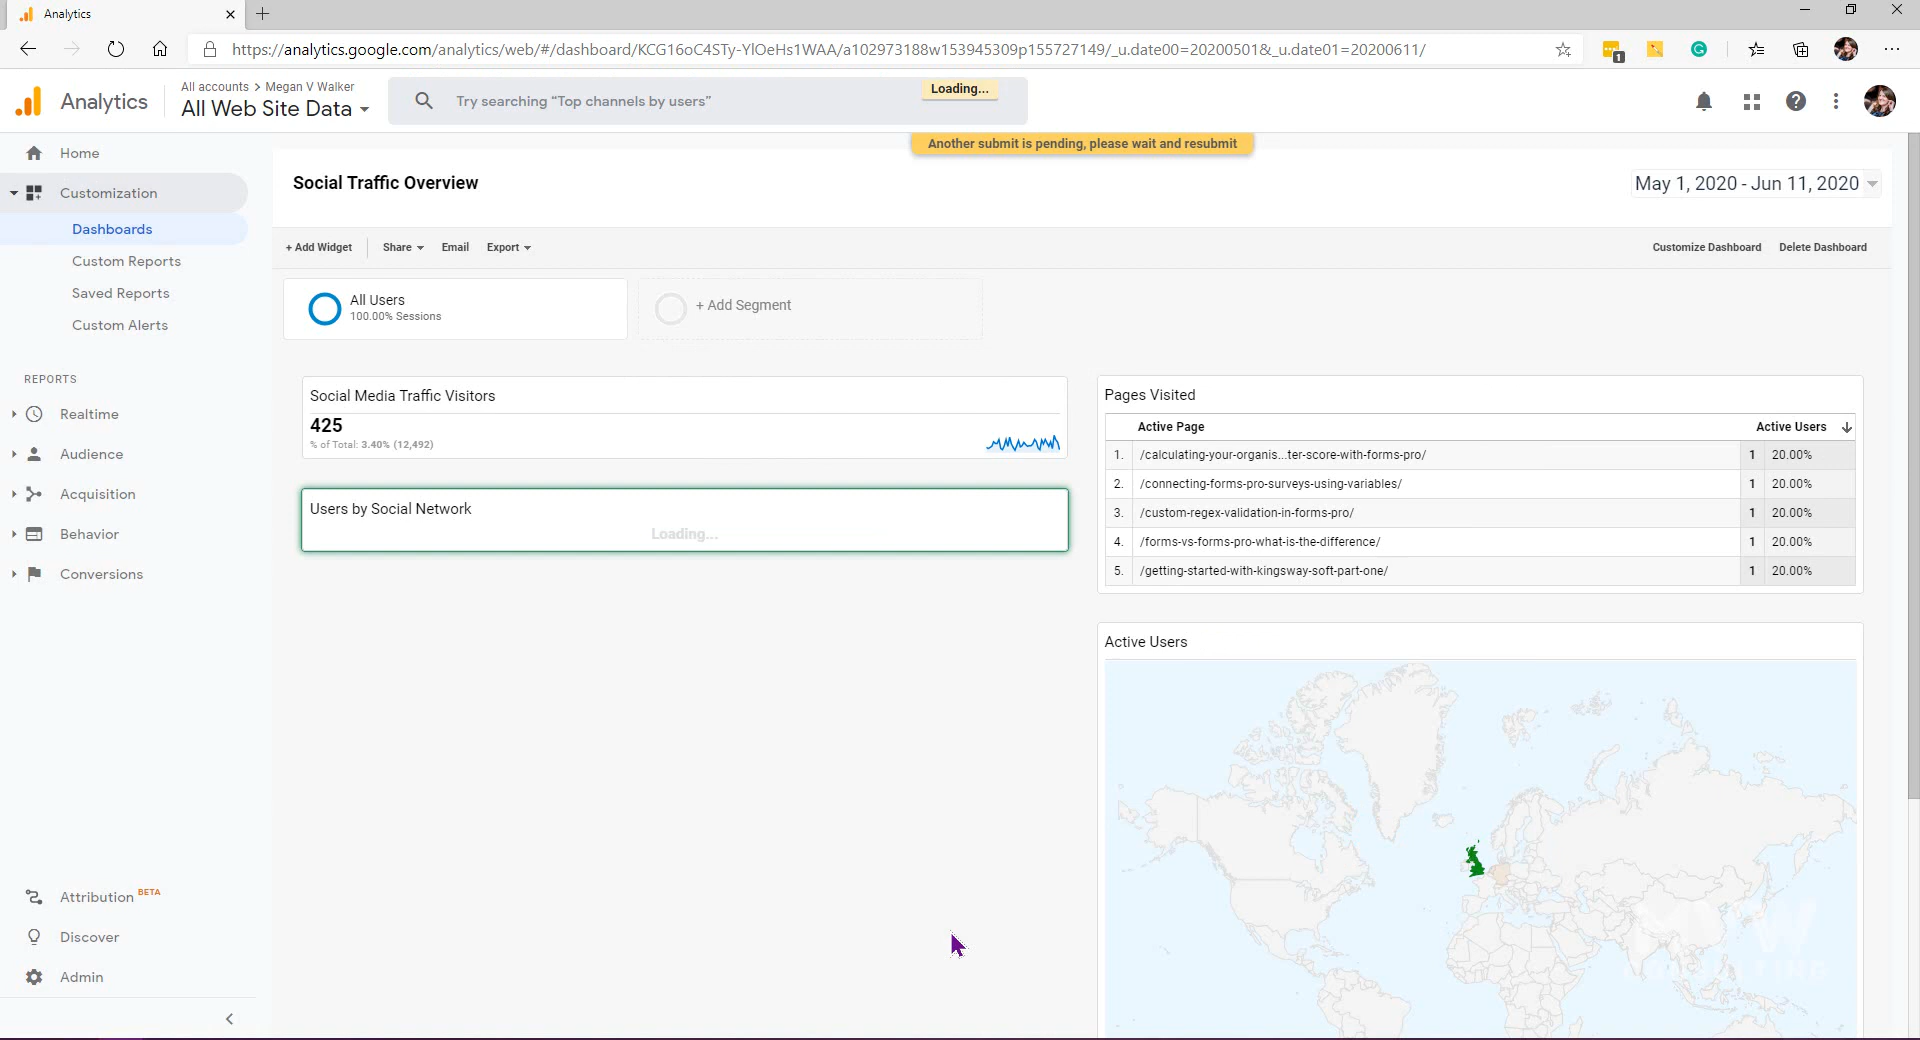 Analytics
https://analytics.google.com/analytics/web/#/dashboard/KCG16oC4STy-YlOeHs1WAA/a102973188w153945309p155727149/_u.date00=20200501&_u.date01=20200611/
1
Analytics
All accounts > Megan V Walker
All Web Site Data
Try searching “Top channels by users”
Loading...
Another submit is pending, please wait and resubmit
Home
Customization
Dashboards
Custom Reports
Saved Reports
Custom Alerts
REPORTS
Realtime
Audience
Acquisition
Behavior
Conversions
Attribution BETA
Discover
Admin
Social Traffic Overview
May 1, 2020 - Jun 11, 2020
+ Add Widget Share Email Export Customize Dashboard Delete Dashboard
All Users
100.00% Sessions
+ Add Segment
Social Media Traffic Visitors
425
% of Total: 3.40% (12,492)
Users by Social Network
Loading...
Pages Visited
Active Page Active Users
1. /calculating-your-organis...ter-score-with-forms-pro/ 1 20.00%
2. /connecting-forms-pro-surveys-using-variables/ 1 20.00%
3. /custom-regex-validation-in-forms-pro/ 1 20.00%
4. /forms-vs-forms-pro-what-is-the-difference/ 1 20.00%
5. /getting-started-with-kingsway-soft-part-one/ 1 20.00%
Active Users